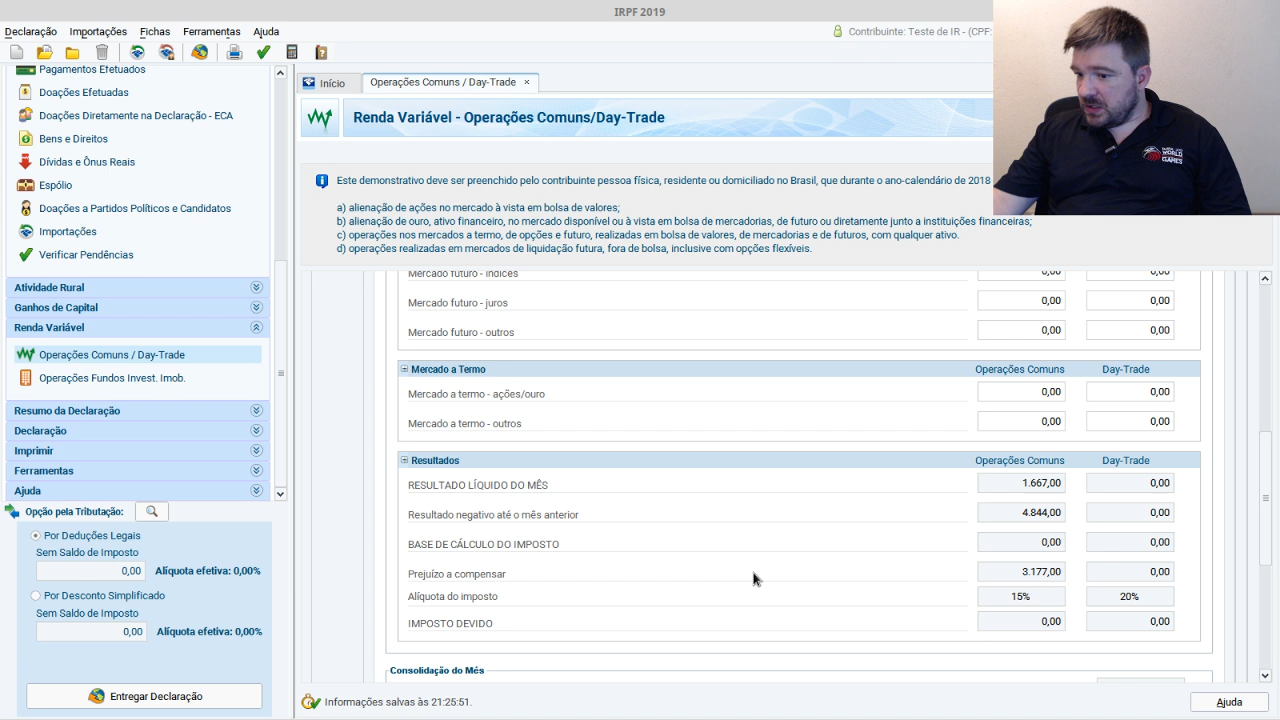 IRPF 2019
Declaração Importações Fichas Ferramentas Ajuda
Contribuinte: Teste de IR - (CPF:
Pagamentos Efetuados
Doações Efetuadas
Doações Diretamente na Declaração - ECA
Bens e Direitos
Dívidas e Ônus Reais
Espólio
Doações a Partidos Políticos e Candidatos
Importações
Verificar Pendências
Atividade Rural
Ganhos de Capital
Renda Variável
Operações Comuns / Day-Trade
Operações Fundos Invest. Imob.
Resumo da Declaração
Declaração
Imprimir
Ferramentas
Ajuda
Opção pela Tributação:
Por Deduções Legais
Sem Saldo de Imposto
0,00 Alíquota efetiva: 0,00%
Por Desconto Simplificado
Sem Saldo de Imposto
0,00 Alíquota efetiva: 0,00%
Entregar Declaração
Início
Operações Comuns / Day-Trade ×
Renda Variável - Operações Comuns/Day-Trade
WORLD
GAMES
Este demonstrativo deve ser preenchido pelo contribuinte pessoa física, residente ou domiciliado no Brasil, que durante o ano-calendário de 2018
a) alienação de ações no mercado à vista em bolsa de valores;
b) alienação de ouro, ativo financeiro, no mercado disponível ou à vista em bolsa de mercadorias, de futuro ou diretamente junto a instituições financeiras;
c) operações nos mercados a termo, de opções e futuro, realizadas em bolsa de valores, de mercadorias e de futuros, com qualquer ativo.
d) operações realizadas em mercados de liquidação futura, fora de bolsa, inclusive com opções flexíveis.
Mercado futuro - índices 0,00 0,00
Mercado futuro - juros 0,00 0,00
Mercado futuro - outros 0,00 0,00
Mercado a Termo Operações Comuns Day-Trade
Mercado a termo - ações/ouro 0,00 0,00
Mercado a termo - outros 0,00 0,00
Resultados Operações Comuns Day-Trade
RESULTADO LÍQUIDO DO MÊS 1.667,00 0,00
Resultado negativo até o mês anterior 4.844,00 0,00
BASE DE CÁLCULO DO IMPOSTO 0,00 0,00
Prejuízo a compensar 3.177,00 0,00
Alíquota do imposto 15% 20%
IMPOSTO DEVIDO 0,00 0,00
Consolidação do Mês
Informações salvas às 21:25:51.
Ajuda